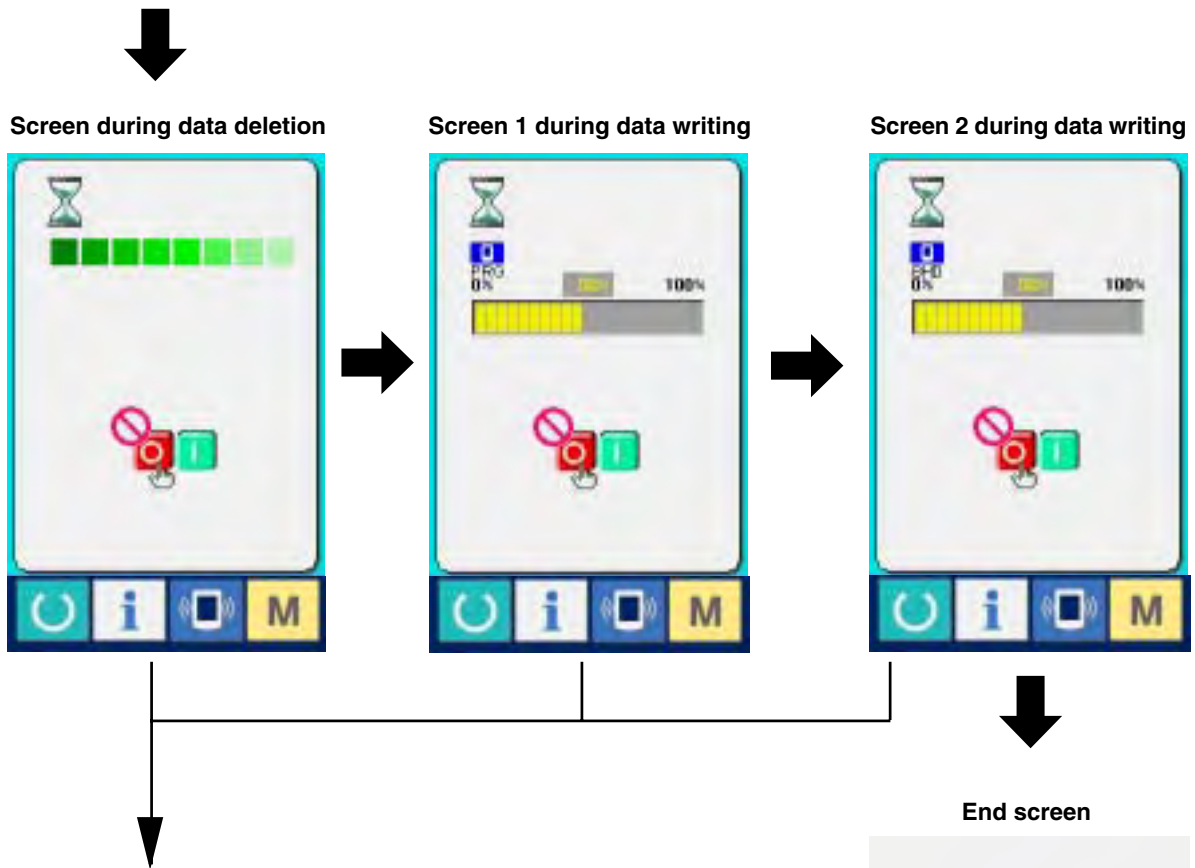 Screen during data deletion
Screen 1 during data writing
Screen 2 during data writing
PRG
0% 100%
0% 100%
i M
i M
i M
End screen